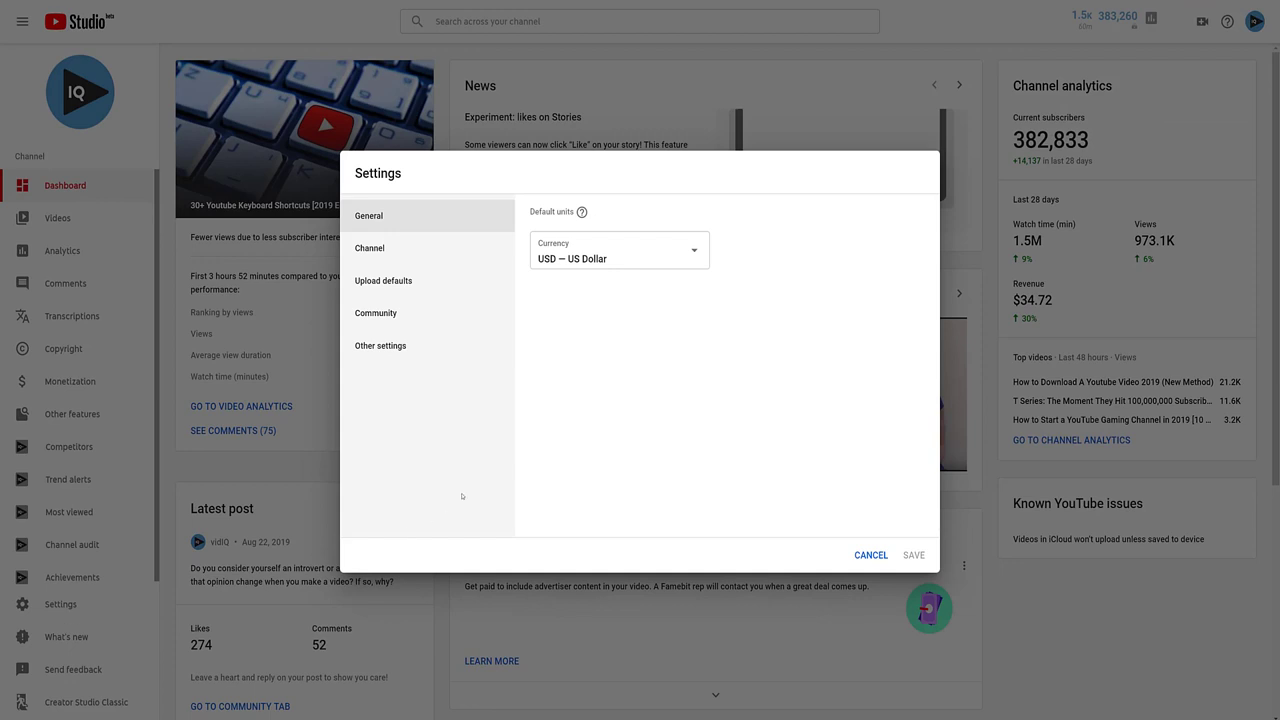 Studio beta
Search across your channel
1.5K 383,260
60m
IQ
Channel
Dashboard
Videos
Analytics
Comments
Transcriptions
Copyright
Monetization
Other features
Competitors
Trend alerts
Most viewed
Channel audit
Achievements
Settings
What's new
Send feedback
Creator Studio Classic
30+ Youtube Keyboard Shortcuts [2019 E
Fewer views due to less subscriber intere
First 3 hours 52 minutes compared to you
performance:
Ranking by views
Views
Average view duration
Watch time (minutes)
GO TO VIDEO ANALYTICS
SEE COMMENTS (75)
Latest post
vidIQ • Aug 22, 2019
Do you consider yourself an introvert or a
that opinion change when you make a video? If so, why?
Likes
Comments
274
52
Leave a heart and reply on your post to show you care!
GO TO COMMUNITY TAB
News
Experiment: likes on Stories
Some viewers can now click "Like" on your story! This feature
Settings
General
Channel
Upload defaults
Community
Other settings
Default units
Currency
USD – US Dollar
CANCEL
SAVE
Get paid to include advertiser content in your video. A Famebit rep will contact you when a great deal comes up.
LEARN MORE
Channel analytics
Current subscribers
382,833
+14,137 in last 28 days
Last 28 days
Watch time (min)
Views
1.5M
973.1K
9%
6%
Revenue
$34.72
30%
Top videos · Last 48 hours · Views
How to Download A Youtube Video 2019 (New Method) 21.2K
T Series: The Moment They Hit 100,000,000 Subscrib... 11.6K
How to Start a YouTube Gaming Channel in 2019 [10 ... 3.2K
GO TO CHANNEL ANALYTICS
Known YouTube issues
Videos in iCloud won't upload unless saved to device